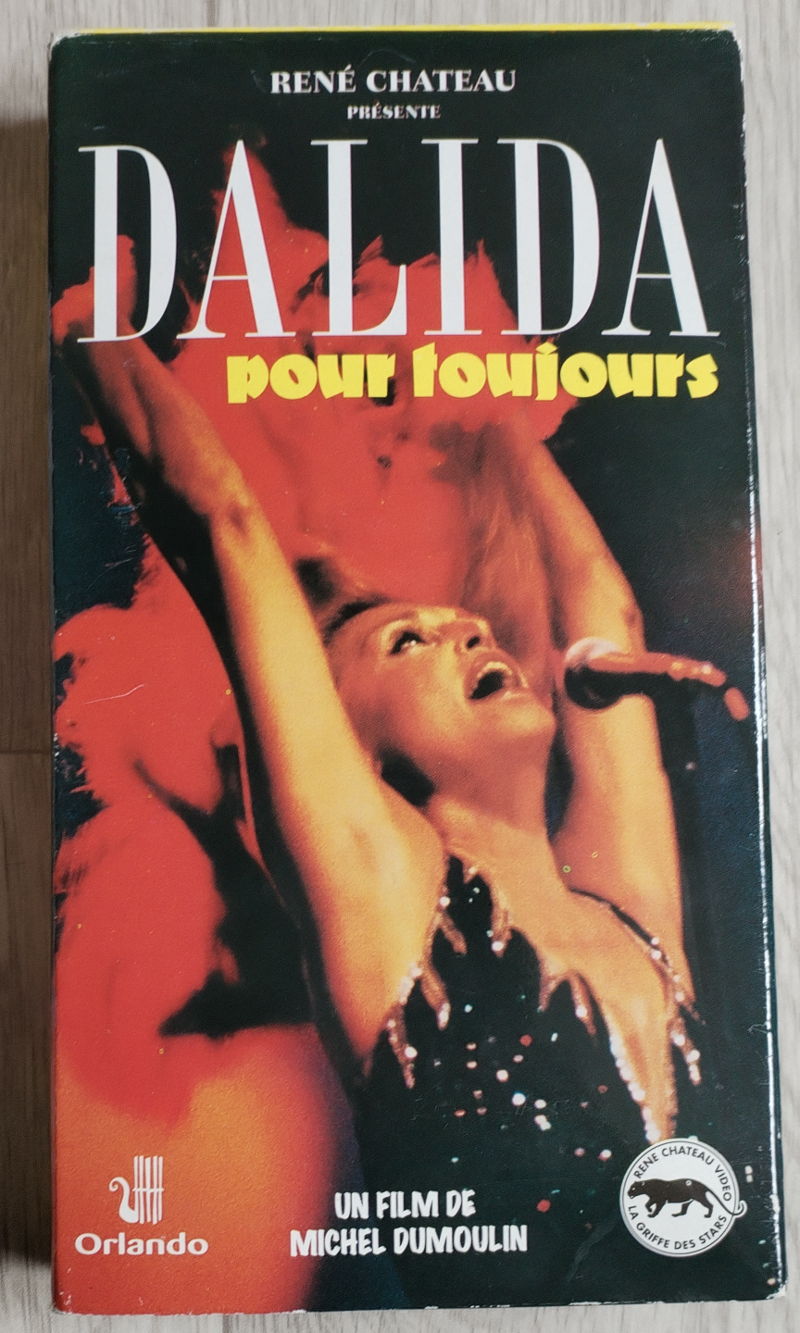 RENÉ CHATEAU
PRÉSENTE
DALIDA
pour toujours
Orlando
UN FILM DE
MICHEL DUMOULIN
RENE CHATEAU VIDEO
LA GRIFFE DES STARS